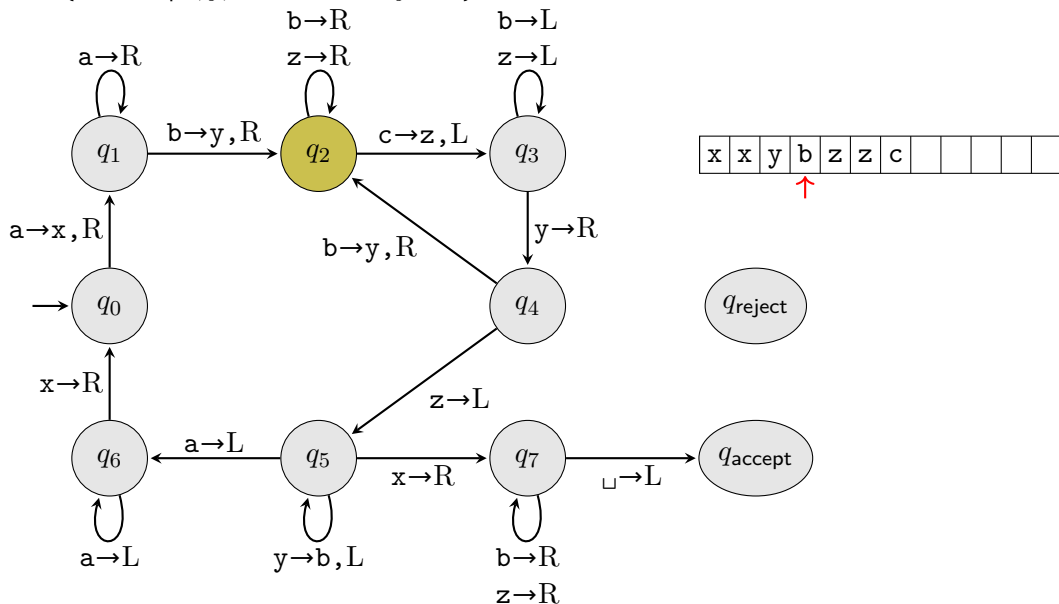 b→R
z→R
b→L
z→L
a→R
q1
b→y,R
q2
c→z,L
q3
x x y b z z c
a→x,R
b→y,R
y→R
q0
q4
qreject
x→R
z→L
q6
a→L
q5
x→R
q7
␣→L
qaccept
a→L
y→b,L
b→R
z→R